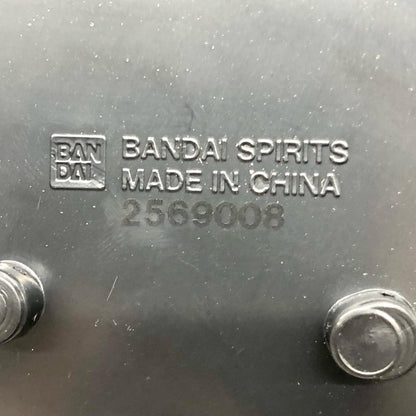 BAN
DAI
BANDAI SPIRITS
MADE IN CHINA
2569008